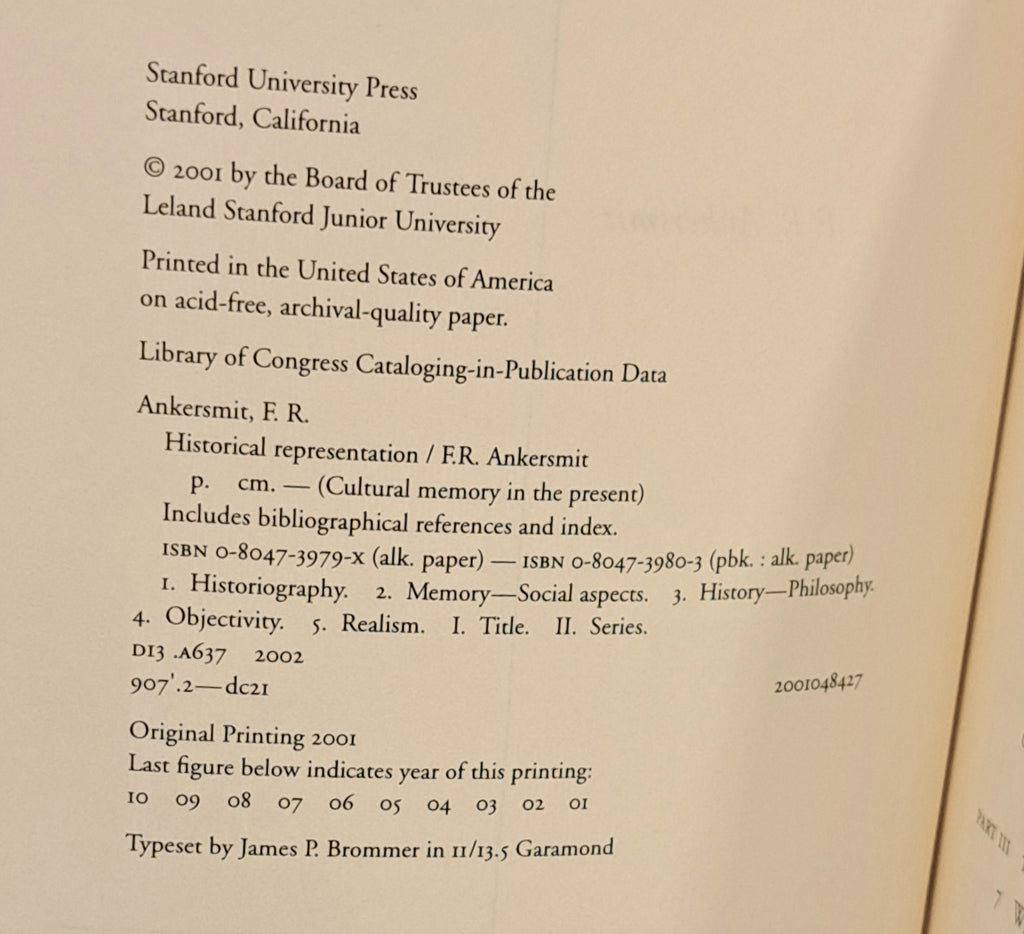 Stanford University Press
Stanford, California
© 2001 by the Board of Trustees of the
Leland Stanford Junior University
Printed in the United States of America
on acid-free, archival-quality paper.
Library of Congress Cataloging-in-Publication Data
Ankersmit, F. R.
Historical representation / F.R. Ankersmit
p. cm. — (Cultural memory in the present)
Includes bibliographical references and index.
ISBN 0-8047-3979-X (alk. paper) — ISBN 0-8047-3980-3 (pbk. : alk. paper)
1. Historiography. 2. Memory—Social aspects. 3. History—Philosophy.
4. Objectivity. 5. Realism. I. Title. II. Series.
D13 .A637 2002
907'.2—dc21 2001048427
Original Printing 2001
Last figure below indicates year of this printing:
10 09 08 07 06 05 04 03 02 01
Typeset by James P. Brommer in 11/13.5 Garamond
PART III
7